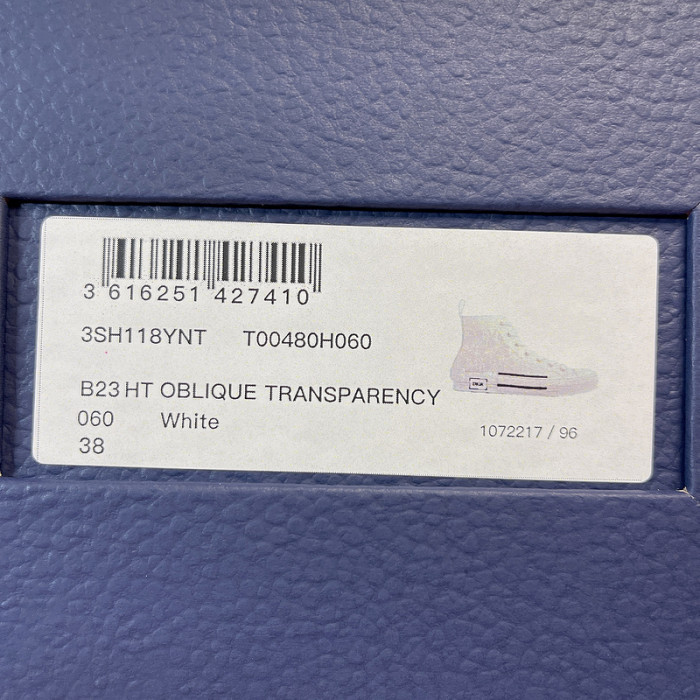 3 616251 427410
3SH118YNT T00480H060
B23 HT OBLIQUE TRANSPARENCY
060 White
38
1072217 / 96